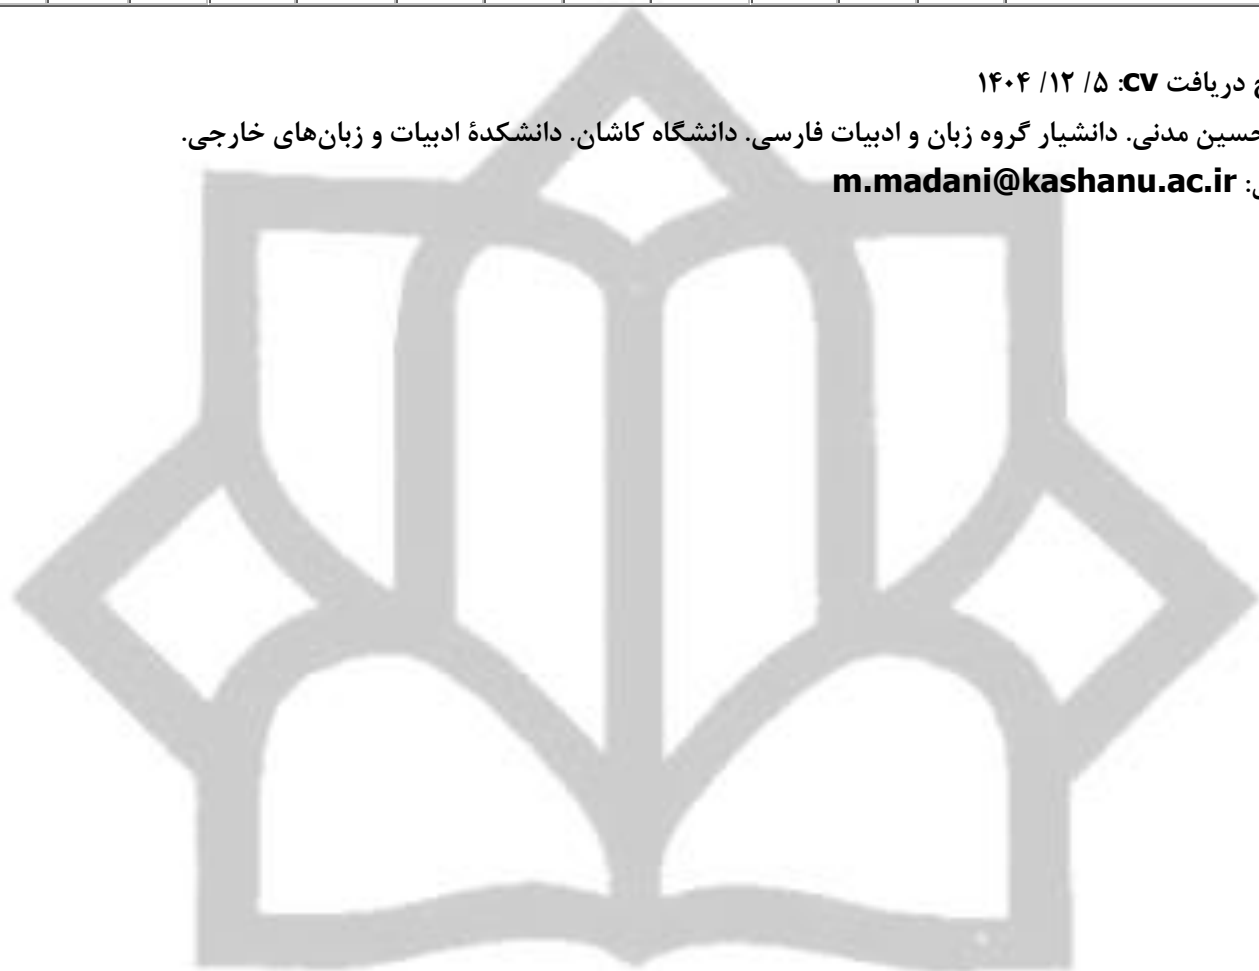 دریافت CV: ۵/ ۱۲/ ۱۴۰۴
حسین مدنی. دانشیار گروه زبان و ادبیات فارسی. دانشگاه کاشان. دانشکدهٔ ادبیات و زبان‌های خارجی.
m.madani@kashanu.ac.ir